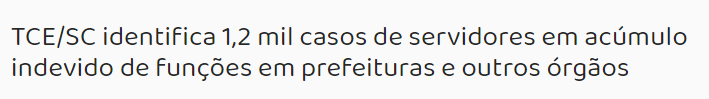 TCE/SC identifica 1,2 mil casos de servidores em acúmulo
indevido de funções em prefeituras e outros órgãos